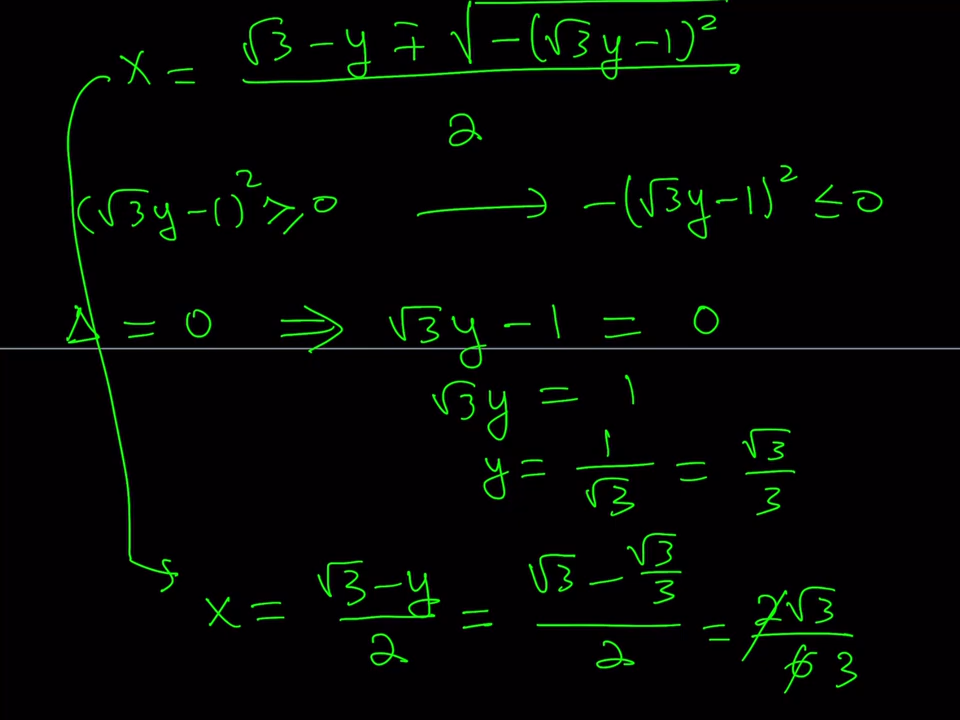 x = (√3 − y ∓ √(−(√3y − 1)²)) / 2
(√3y − 1)² ≥ 0 ⟶ −(√3y − 1)² ≤ 0
Δ = 0 ⇒ √3y − 1 = 0
√3y = 1
y = 1/√3 = √3/3
x = (√3 − y)/2 = (√3 − √3/3)/2 = 2√3/6 3